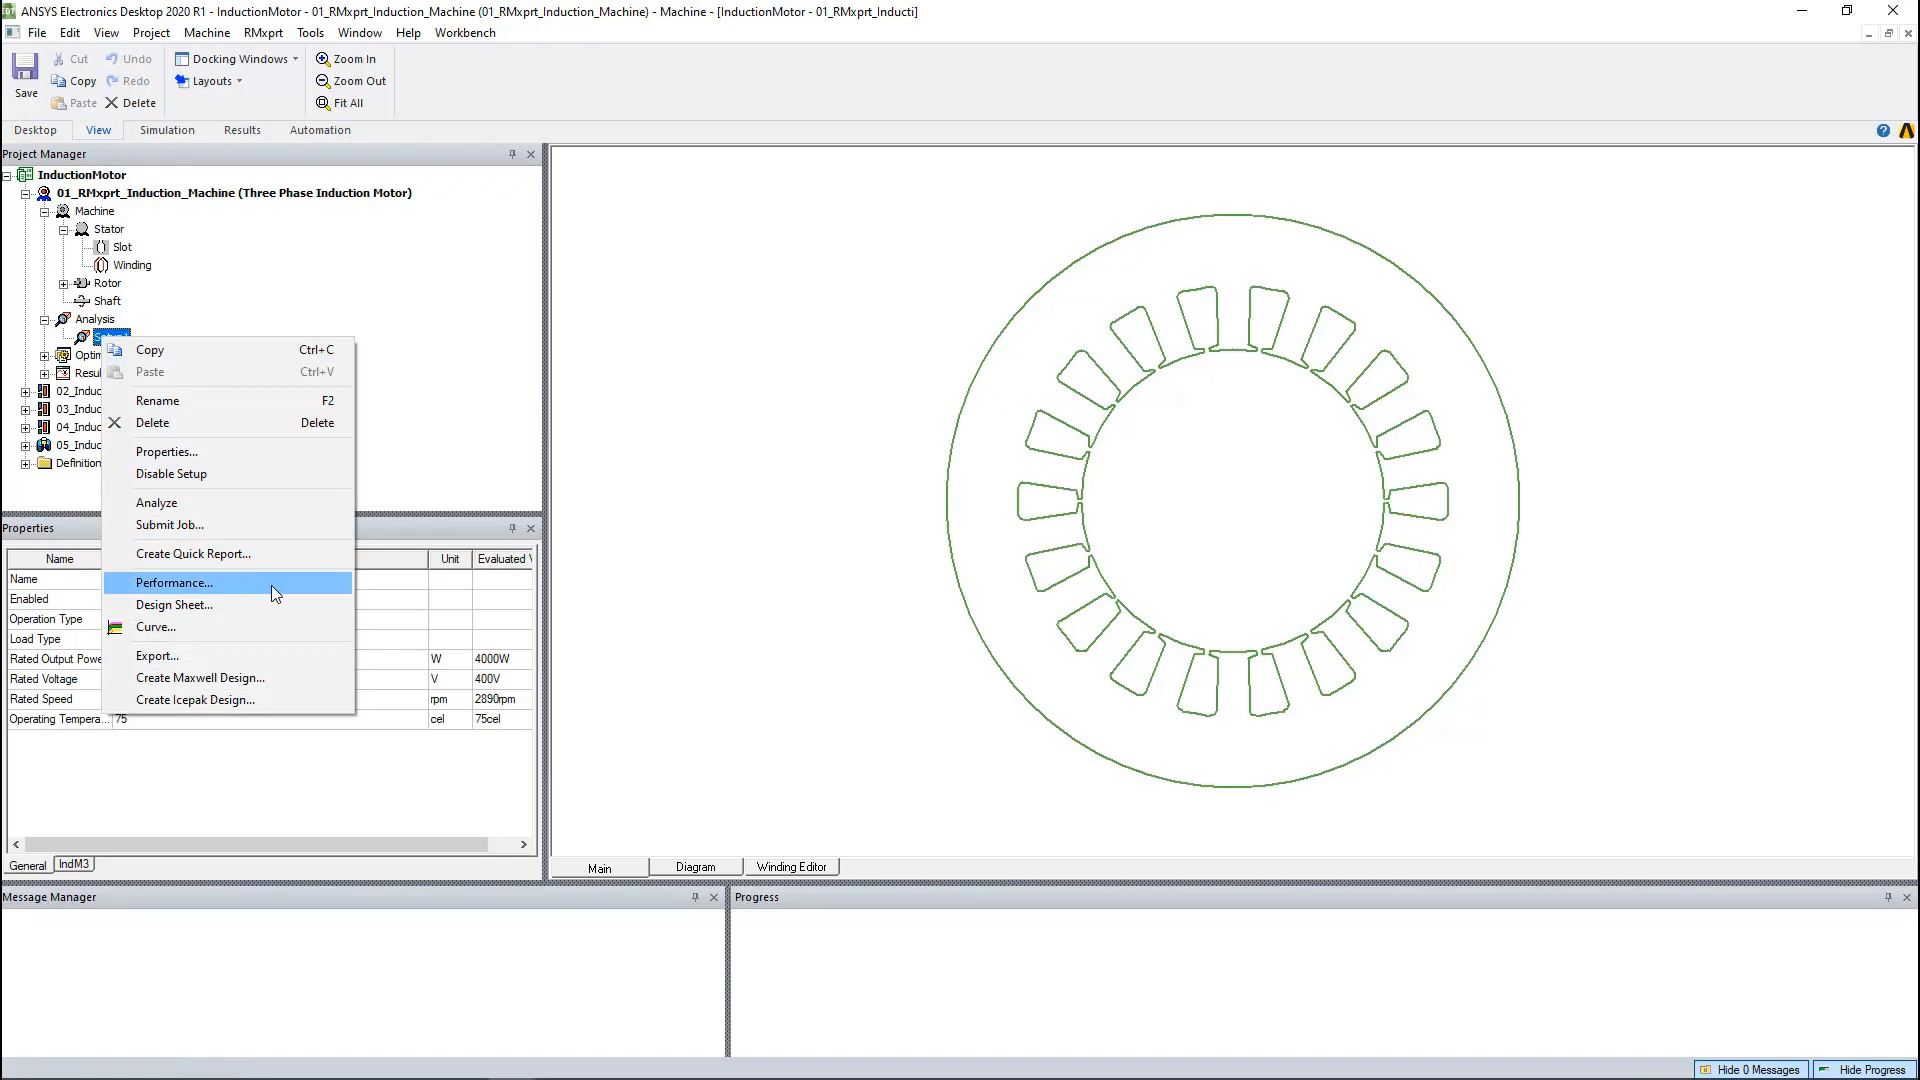 ANSYS Electronics Desktop 2020 R1 - InductionMotor - 01_RMxprt_Induction_Machine (01_RMxprt_Induction_Machine) - Machine - [InductionMotor - 01_RMxprt_Inducti]
File Edit View Project Machine RMxprt Tools Window Help Workbench
Save
Cut Undo
Copy Redo
Paste Delete
Docking Windows
Layouts
Zoom In
Zoom Out
Fit All
Desktop View Simulation Results Automation
Project Manager
InductionMotor
01_RMxprt_Induction_Machine (Three Phase Induction Motor)
Machine
Stator
Slot
Winding
Rotor
Shaft
Analysis
Optim
Resul
02_Induc
03_Induc
04_Induc
05_Induc
Definition
Copy Ctrl+C
Paste Ctrl+V
Rename F2
Delete Delete
Properties...
Disable Setup
Analyze
Submit Job...
Create Quick Report...
Performance...
Design Sheet...
Curve...
Export...
Create Maxwell Design...
Create Icepak Design...
Properties
Name Unit Evaluated V
Name
Enabled
Operation Type
Load Type
Rated Output Powe W 4000W
Rated Voltage V 400V
Rated Speed rpm 2890rpm
Operating Tempera... 75 cel 75cel
General IndM3
Main Diagram Winding Editor
Message Manager
Progress
Hide 0 Messages Hide Progress